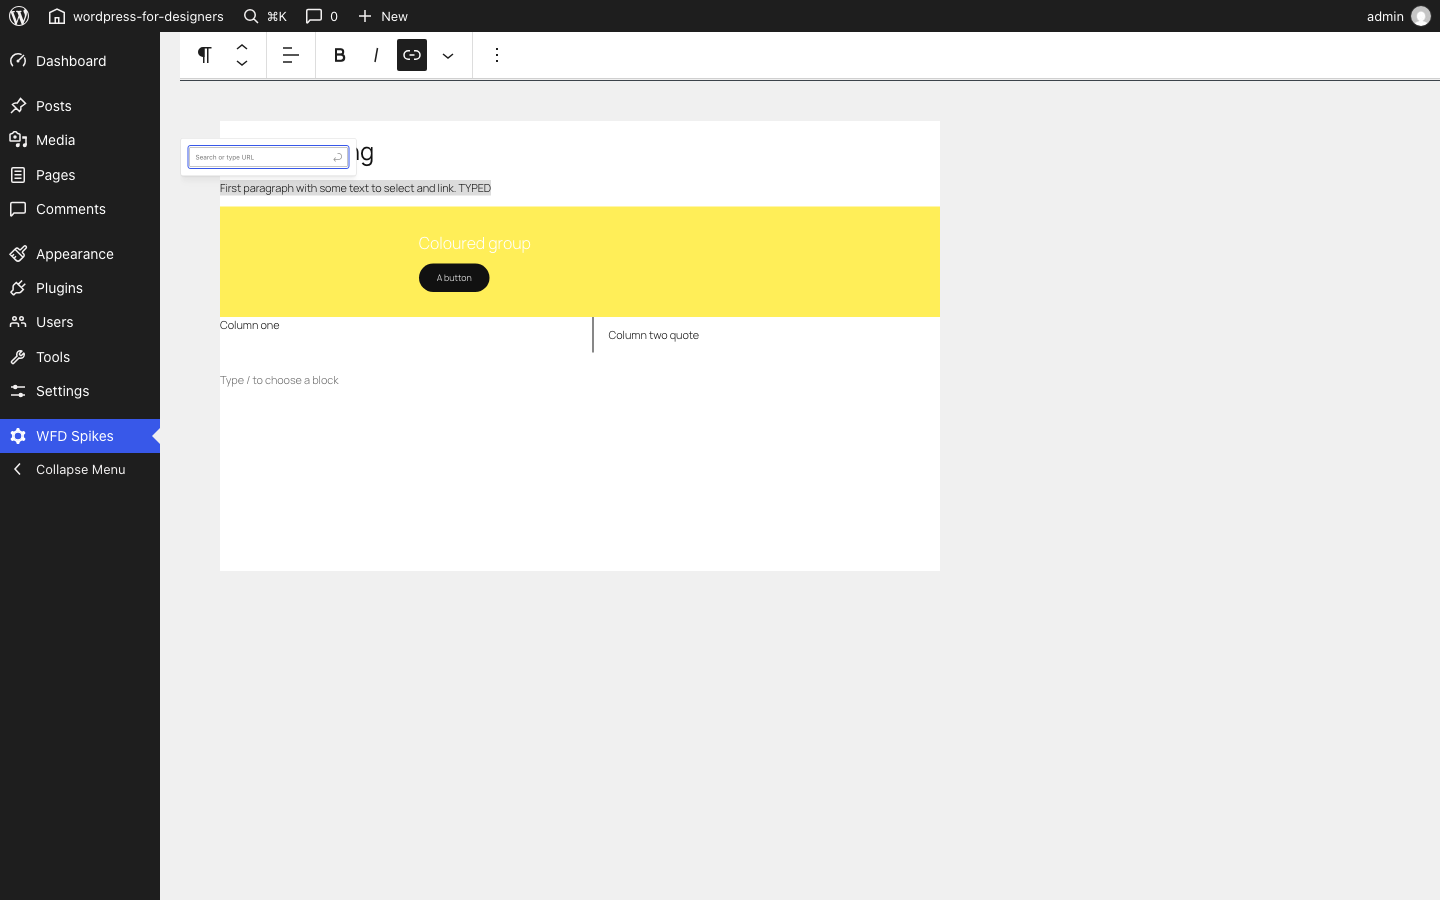 wordpress-for-designers
⌘K
0
New
admin
Dashboard
Posts
Media
Pages
Comments
Appearance
Plugins
Users
Tools
Settings
WFD Spikes
Collapse Menu
B
I
Search or type URL
First paragraph with some text to select and link. TYPED
Coloured group
A button
Column one
Column two quote
Type / to choose a block